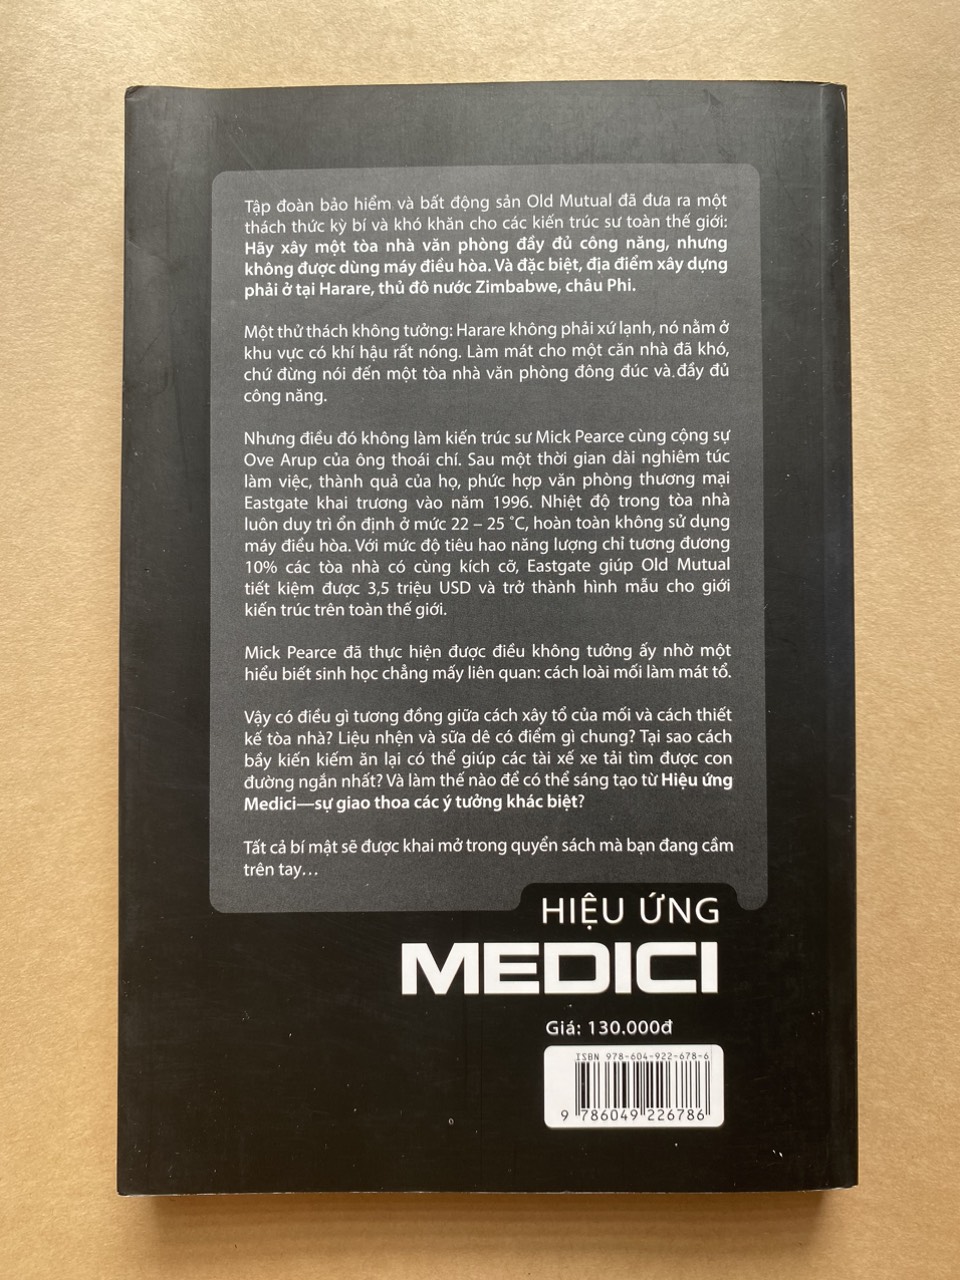 Tập đoàn bảo hiểm và bất động sản Old Mutual đã đưa ra một
thách thức kỳ bí và khó khăn cho các kiến trúc sư toàn thế giới:
Hãy xây một tòa nhà văn phòng đầy đủ công năng, nhưng
không được dùng máy điều hòa. Và đặc biệt, địa điểm xây dựng
phải ở tại Harare, thủ đô nước Zimbabwe, châu Phi.
Một thử thách không tưởng: Harare không phải xứ lạnh, nó nằm ở
khu vực có khí hậu rất nóng. Làm mát cho một căn nhà đã khó,
chứ đừng nói đến một tòa nhà văn phòng đông đúc và đầy đủ
công năng.
Nhưng điều đó không làm kiến trúc sư Mick Pearce cùng cộng sự
Ove Arup của ông thoái chí. Sau một thời gian dài nghiêm túc
làm việc, thành quả của họ, phức hợp văn phòng thương mại
Eastgate khai trương vào năm 1996. Nhiệt độ trong tòa nhà
luôn duy trì ổn định ở mức 22 – 25 °C, hoàn toàn không sử dụng
máy điều hòa. Với mức độ tiêu hao năng lượng chỉ tương đương
10% các tòa nhà có cùng kích cỡ, Eastgate giúp Old Mutual
tiết kiệm được 3,5 triệu USD và trở thành hình mẫu cho giới
kiến trúc trên toàn thế giới.
Mick Pearce đã thực hiện được điều không tưởng ấy nhờ một
hiểu biết sinh học chẳng mấy liên quan: cách loài mối làm mát tổ.
Vậy có điều gì tương đồng giữa cách xây tổ của mối và cách thiết
kế tòa nhà? Liệu nhện và sữa dê có điểm gì chung? Tại sao cách
bầy kiến kiếm ăn lại có thể giúp các tài xế xe tải tìm được con
đường ngắn nhất? Và làm thế nào để có thể sáng tạo từ Hiệu ứng
Medici—sự giao thoa các ý tưởng khác biệt?
Tất cả bí mật sẽ được khai mở trong quyển sách mà bạn đang cầm
trên tay…
HIỆU ỨNG
MEDICI
Giá: 130.000đ
ISBN 978-604-922-678-6
9 786049 226786